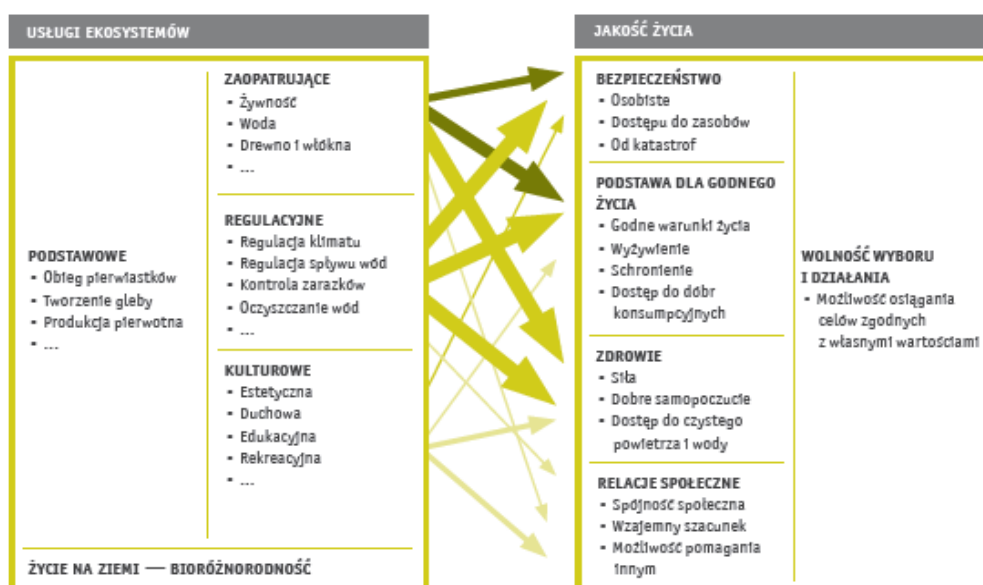 USŁUGI EKOSYSTEMÓW
PODSTAWOWE
▪ Obieg pierwiastków
▪ Tworzenie gleby
▪ Produkcja pierwotna
▪ ...
ZAOPATRUJĄCE
▪ Żywność
▪ Woda
▪ Drewno i włókna
▪ ...
REGULACYJNE
▪ Regulacja klimatu
▪ Regulacja spływu wód
▪ Kontrola zarazków
▪ Oczyszczanie wód
▪ ...
KULTUROWE
▪ Estetyczna
▪ Duchowa
▪ Edukacyjna
▪ Rekreacyjna
▪ ...
ŻYCIE NA ZIEMI — BIORÓŻNORODNOŚĆ
JAKOŚĆ ŻYCIA
BEZPIECZEŃSTWO
▪ Osobiste
▪ Dostępu do zasobów
▪ Od katastrof
PODSTAWA DLA GODNEGO
ŻYCIA
▪ Godne warunki życia
▪ Wyżywienie
▪ Schronienie
▪ Dostęp do dóbr
konsumpcyjnych
ZDROWIE
▪ Siła
▪ Dobre samopoczucie
▪ Dostęp do czystego
powietrza i wody
RELACJE SPOŁECZNE
▪ Spójność społeczna
▪ Wzajemny szacunek
▪ Możliwość pomagania
innym
WOLNOŚĆ WYBORU
I DZIAŁANIA
▪ Możliwość osiągania
celów zgodnych
z własnymi wartościami